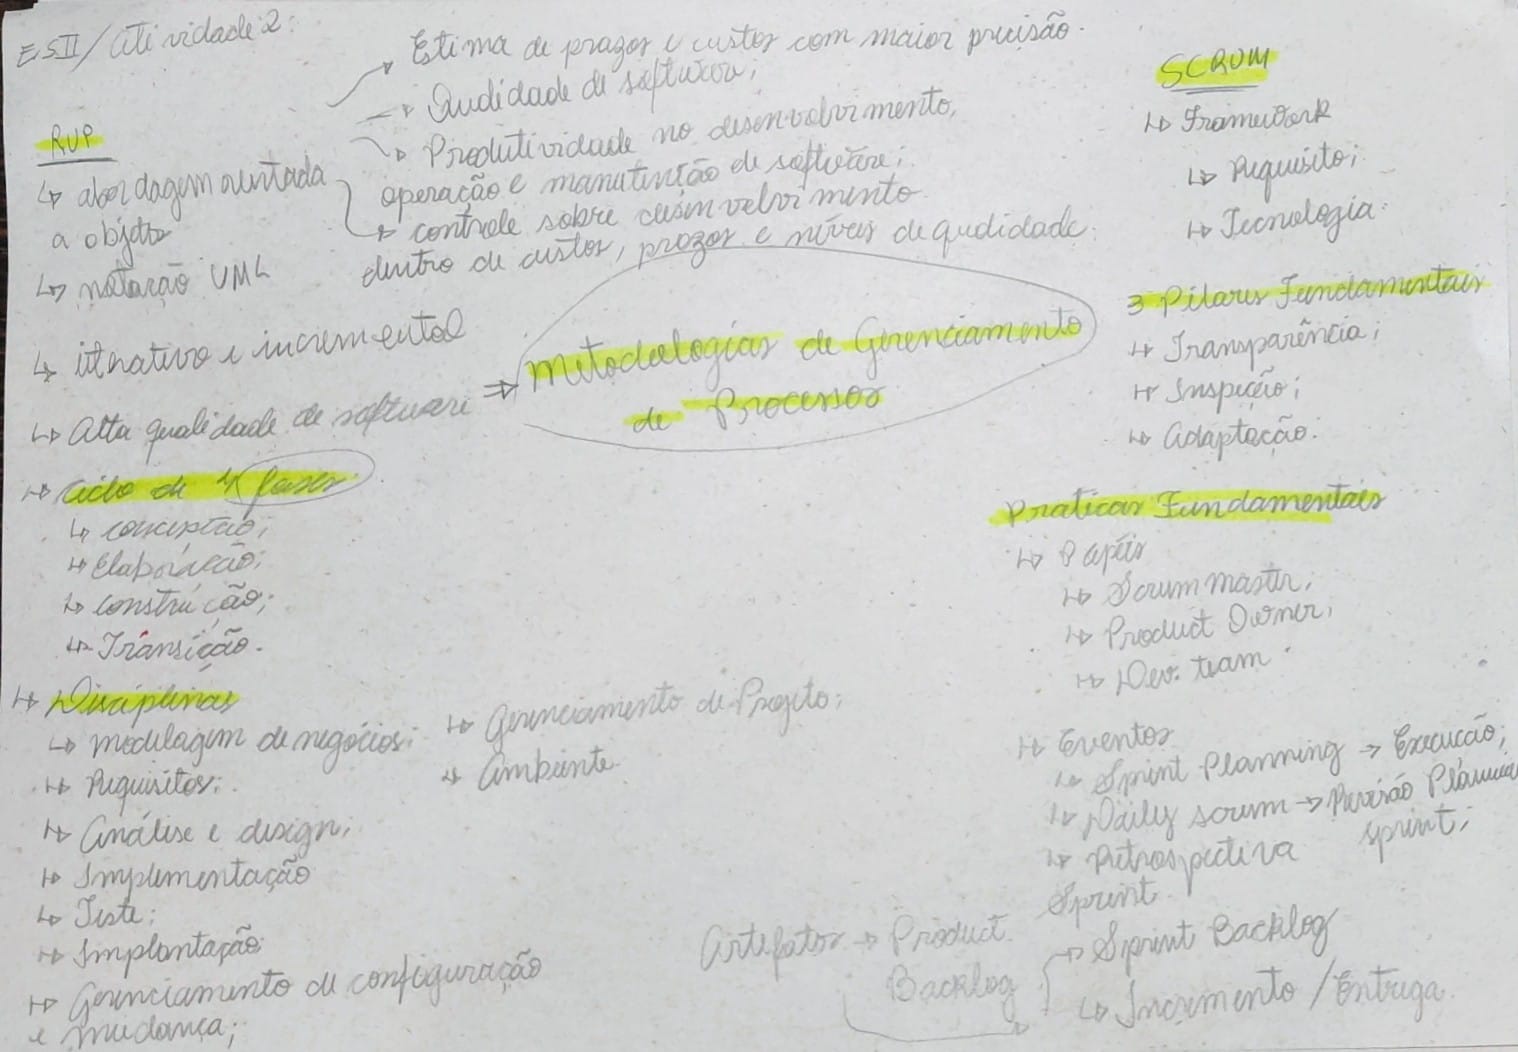 ESII/Atividade 2:
RUP
↳ abordagem orientada
a objetos
→ Estima de prazos e custos com maior precisão.
→ Qualidade de software;
↳ Produtividade no desenvolvimento,
operação e manutenção de software;
→ controle sobre desenvolvimento
dentro de custos, prazos e níveis de qualidade.
↳ notação UML
↳ iterativo e incremental
↳ Alta qualidade de software
⇒ Metodologias de Gerenciamento
de Processos
↳ Ciclo de 4 fases
↳ concepção;
↳ Elaboração;
↳ construção;
↳ Transição.
↳ Disciplinas
↳ modelagem de negócios;
↳ Requisitos;
↳ Análise e design;
↳ Implementação
↳ Teste;
↳ Implantação
↳ Gerenciamento de configuração
e mudança;
↳ Gerenciamento de Projeto;
↳ Ambiente.
SCRUM
↳ Framework
↳ Requisito;
↳ Tecnologia.
3 Pilares Fundamentais
↳ Transparência;
↳ Inspeção;
↳ Adaptação.
Praticas Fundamentais
↳ Papéis
↳ Scrum master;
↳ Product Owner;
↳ Dev. team.
↳ Eventos
↳ Sprint Planning → Execução;
↳ Daily scrum → Revisão
sprint;
↳ Retrospectiva
Sprint.
Artefatos → Product
Backlog
→ Sprint Backlog
↳ Incremento / Entrega.